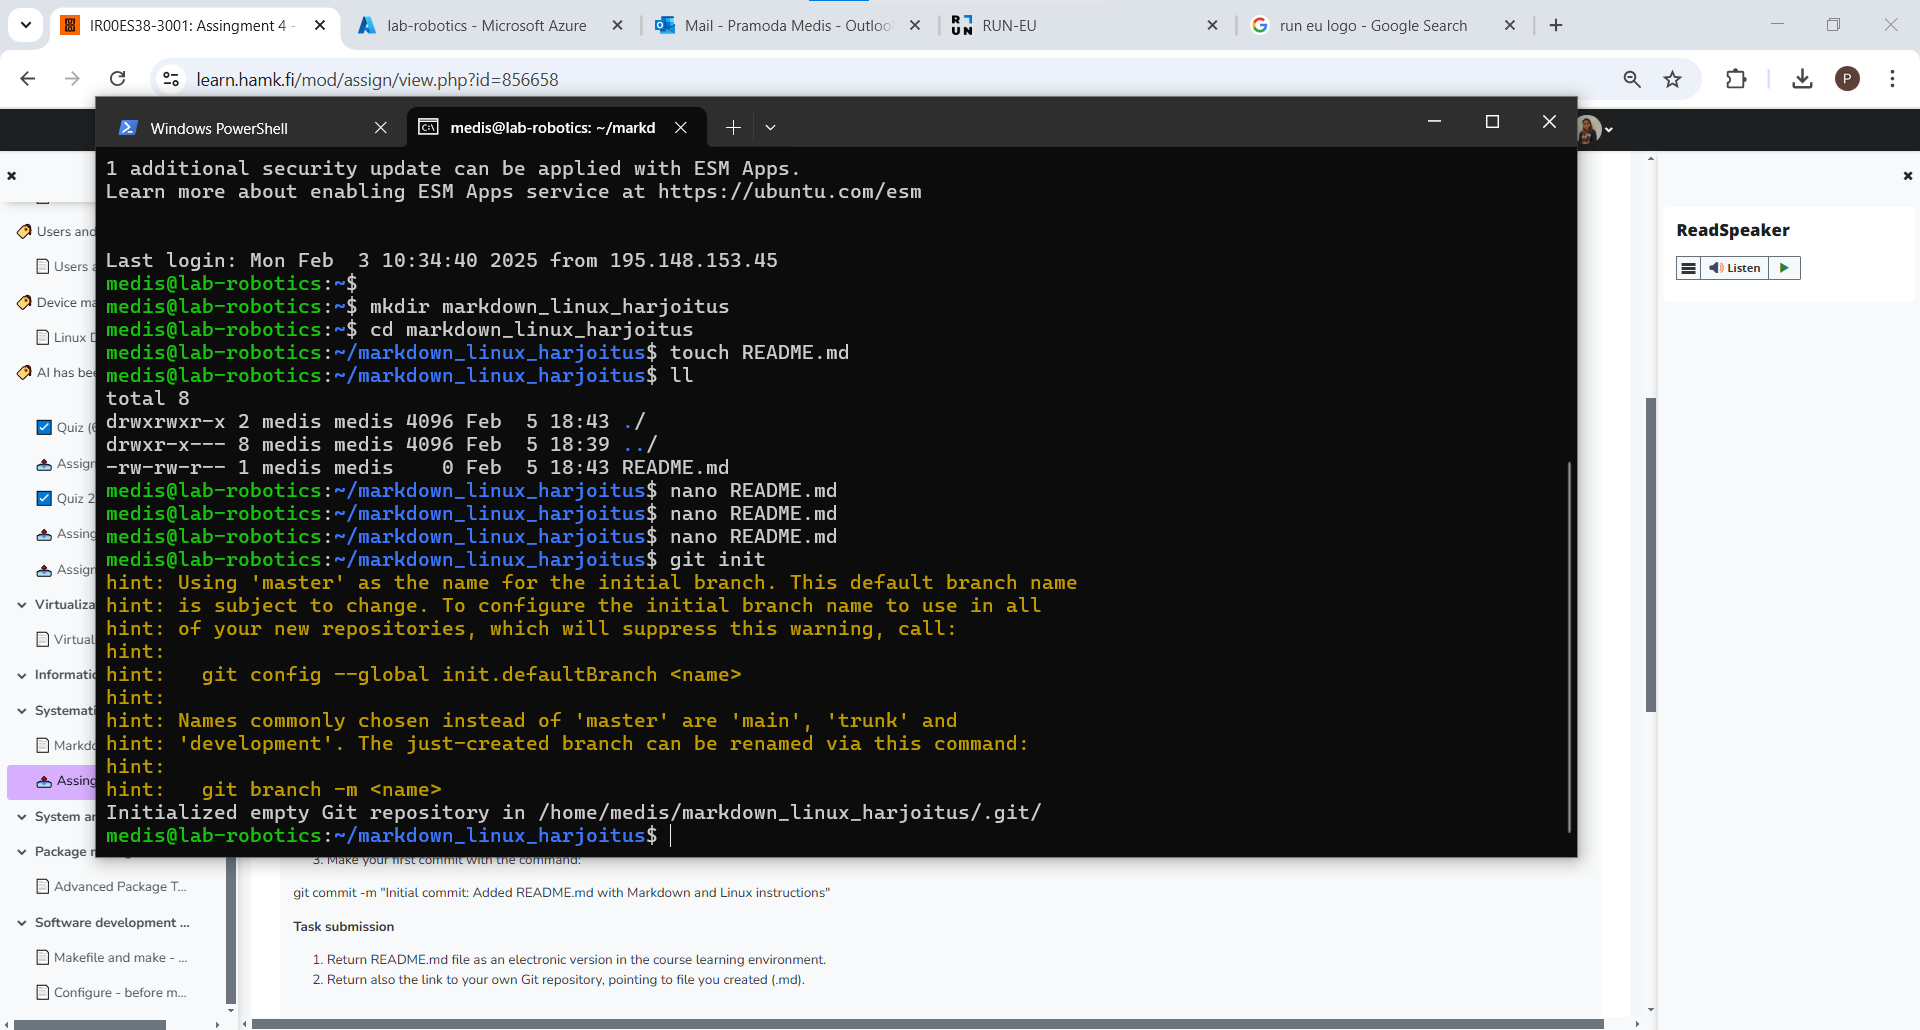 IR00ES38-3001: Assingment 4 -
lab-robotics - Microsoft Azure
Mail - Pramoda Medis - Outloo
RUN-EU
run eu logo - Google Search
learn.hamk.fi/mod/assign/view.php?id=856658
P
Windows PowerShell
medis@lab-robotics: ~/markd
1 additional security update can be applied with ESM Apps.
Learn more about enabling ESM Apps service at https://ubuntu.com/esm
Last login: Mon Feb  3 10:34:40 2025 from 195.148.153.45
medis@lab-robotics:~$
medis@lab-robotics:~$ mkdir markdown_linux_harjoitus
medis@lab-robotics:~$ cd markdown_linux_harjoitus
medis@lab-robotics:~/markdown_linux_harjoitus$ touch README.md
medis@lab-robotics:~/markdown_linux_harjoitus$ ll
total 8
drwxrwxr-x 2 medis medis 4096 Feb  5 18:43 ./
drwxr-x--- 8 medis medis 4096 Feb  5 18:39 ../
-rw-rw-r-- 1 medis medis    0 Feb  5 18:43 README.md
medis@lab-robotics:~/markdown_linux_harjoitus$ nano README.md
medis@lab-robotics:~/markdown_linux_harjoitus$ nano README.md
medis@lab-robotics:~/markdown_linux_harjoitus$ nano README.md
medis@lab-robotics:~/markdown_linux_harjoitus$ git init
hint: Using 'master' as the name for the initial branch. This default branch name
hint: is subject to change. To configure the initial branch name to use in all
hint: of your new repositories, which will suppress this warning, call:
hint:
hint:   git config --global init.defaultBranch <name>
hint:
hint: Names commonly chosen instead of 'master' are 'main', 'trunk' and
hint: 'development'. The just-created branch can be renamed via this command:
hint:
hint:   git branch -m <name>
Initialized empty Git repository in /home/medis/markdown_linux_harjoitus/.git/
medis@lab-robotics:~/markdown_linux_harjoitus$
Users and
Users a
Device ma
Linux D
AI has bee
Quiz (6
Assign
Quiz 2
Assing
Assign
Virtualiza
Virtual
Informati
Systemati
Markdo
Assing
System an
Package n
Advanced Package T...
Software development ...
Makefile and make - ...
Configure - before m...
3. Make your first commit with the command:
git commit -m "Initial commit: Added README.md with Markdown and Linux instructions"
Task submission
1. Return README.md file as an electronic version in the course learning environment.
2. Return also the link to your own Git repository, pointing to file you created (.md).
ReadSpeaker
Listen